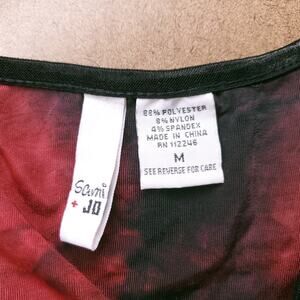 Sami
+ JO
88% POLYESTER
8% NYLON
4% SPANDEX
MADE IN CHINA
RN 112246
M
SEE REVERSE FOR CARE